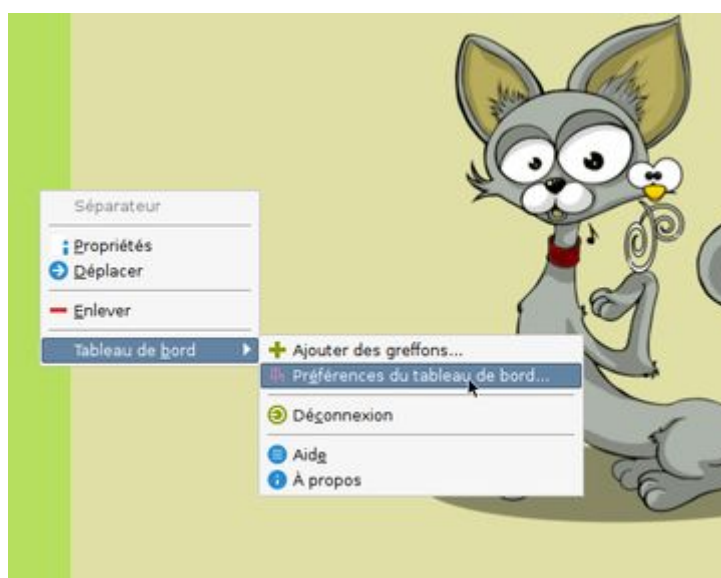 Séparateur
Propriétés
Déplacer
Enlever
Tableau de bord
Ajouter des greffons...
Préférences du tableau de bord...
Déconnexion
Aide
À propos